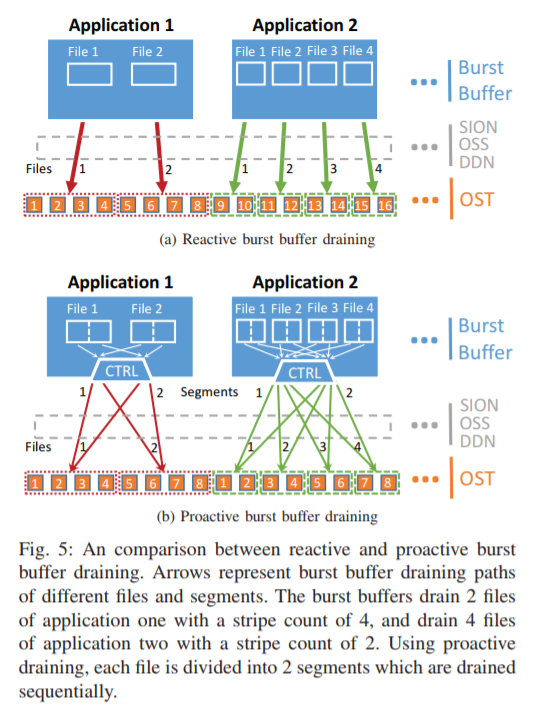 Application 1 Application 2
File 1 File 2 File 1 File 2 File 3 File 4
Burst
Buffer
SION
OSS
DDN
Files 1 2 1 2 3 4
1 2 3 4 5 6 7 8 9 10 11 12 13 14 15 16
OST
(a) Reactive burst buffer draining
Application 1 Application 2
File 1 File 2 File 1 File 2 File 3 File 4
Burst
Buffer
CTRL CTRL
1 2 Segments 1 2
SION
OSS
DDN
Files 1 2 1 2 3 4
1 2 3 4 5 6 7 8 1 2 3 4 5 6 7 8
OST
(b) Proactive burst buffer draining
Fig. 5: An comparison between reactive and proactive burst
buffer draining. Arrows represent burst buffer draining paths
of different files and segments. The burst buffers drain 2 files
of application one with a stripe count of 4, and drain 4 files
of application two with a stripe count of 2. Using proactive
draining, each file is divided into 2 segments which are drained
sequentially.